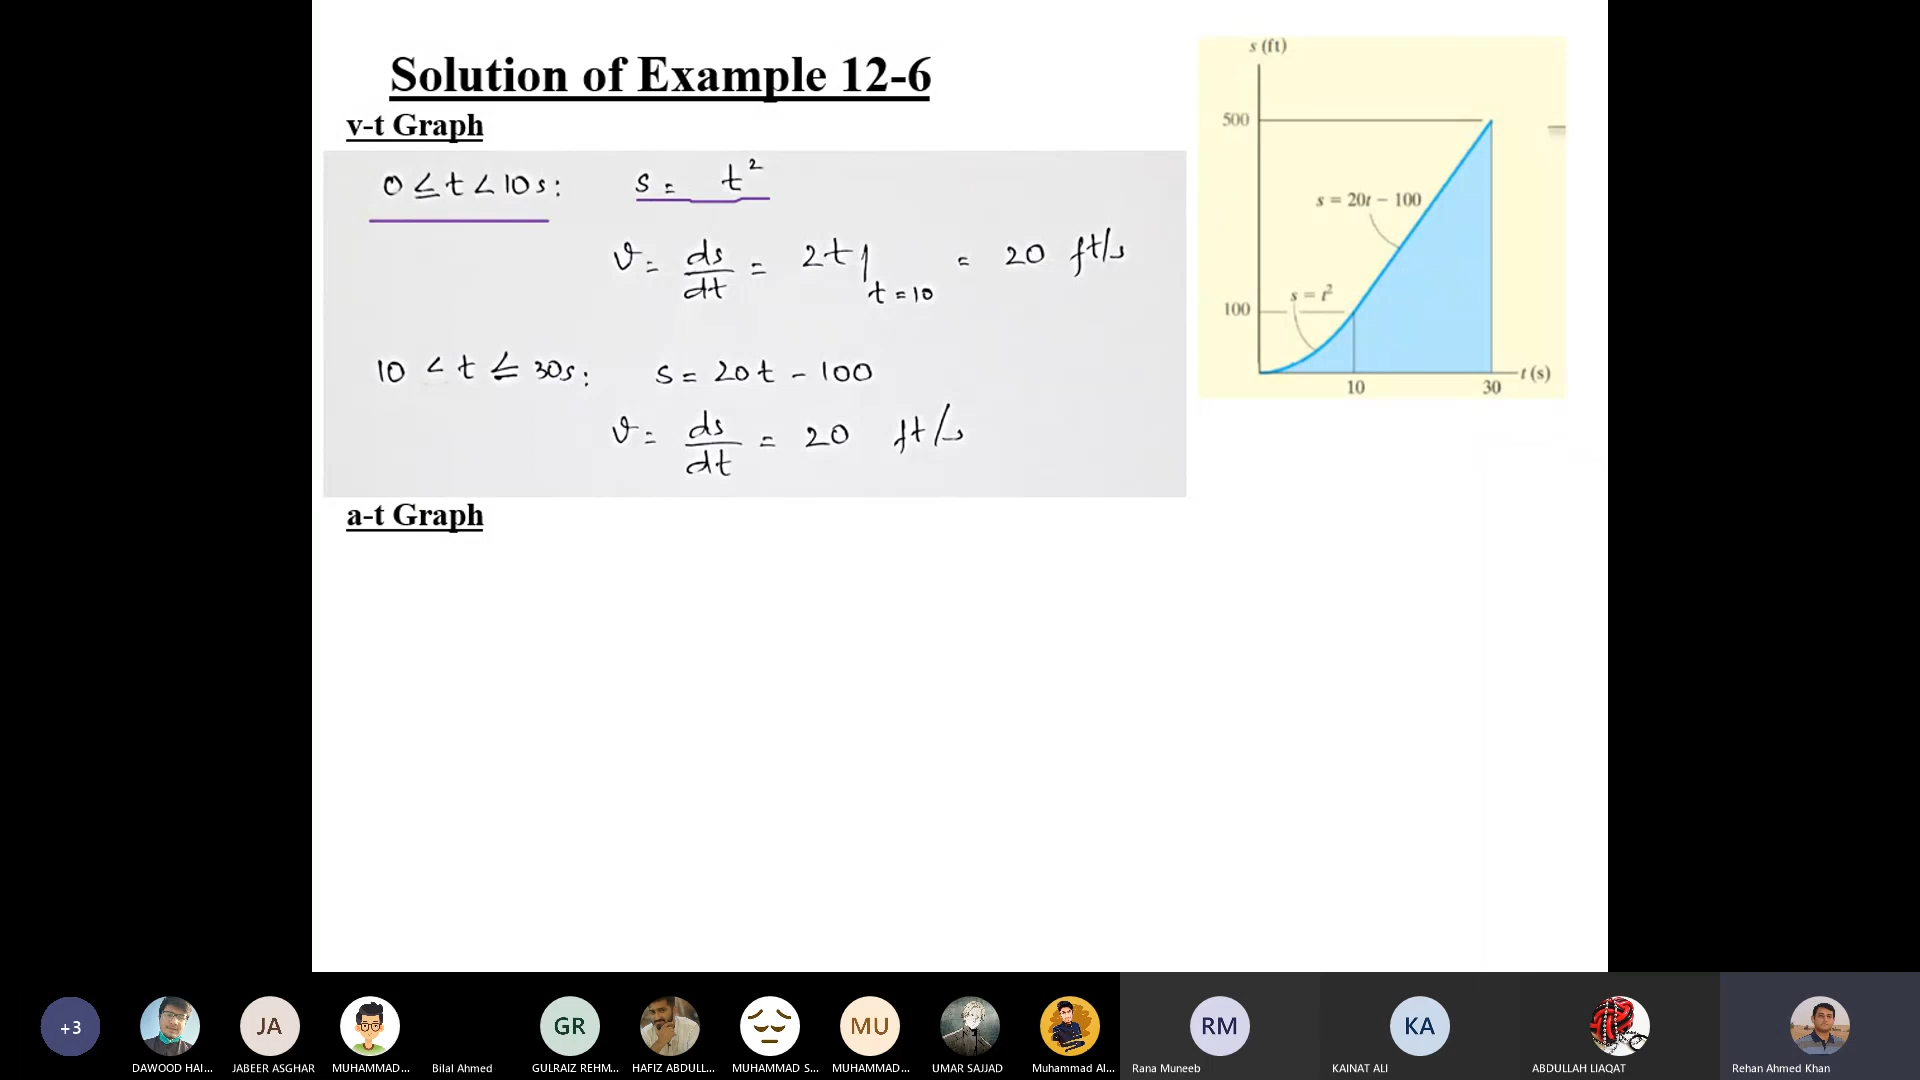 Solution of Example 12-6
v-t Graph
0 ≤ t < 10s: s = t²
v = ds/dt = 2t |t=10 = 20 ft/s
10 < t ≤ 30s: s = 20t - 100
v = ds/dt = 20 ft/s
a-t Graph
s (ft)
500
s = 20t − 100
s = t²
100
10
30
t (s)
+3
JA
GR
MU
RM
KA
DAWOOD HAI...
JABEER ASGHAR
MUHAMMAD...
Bilal Ahmed
GULRAIZ REHM...
HAFIZ ABDULL...
MUHAMMAD S...
MUHAMMAD...
UMAR SAJJAD
Muhammad Al...
Rana Muneeb
KAINAT ALI
ABDULLAH LIAQAT
Rehan Ahmed Khan